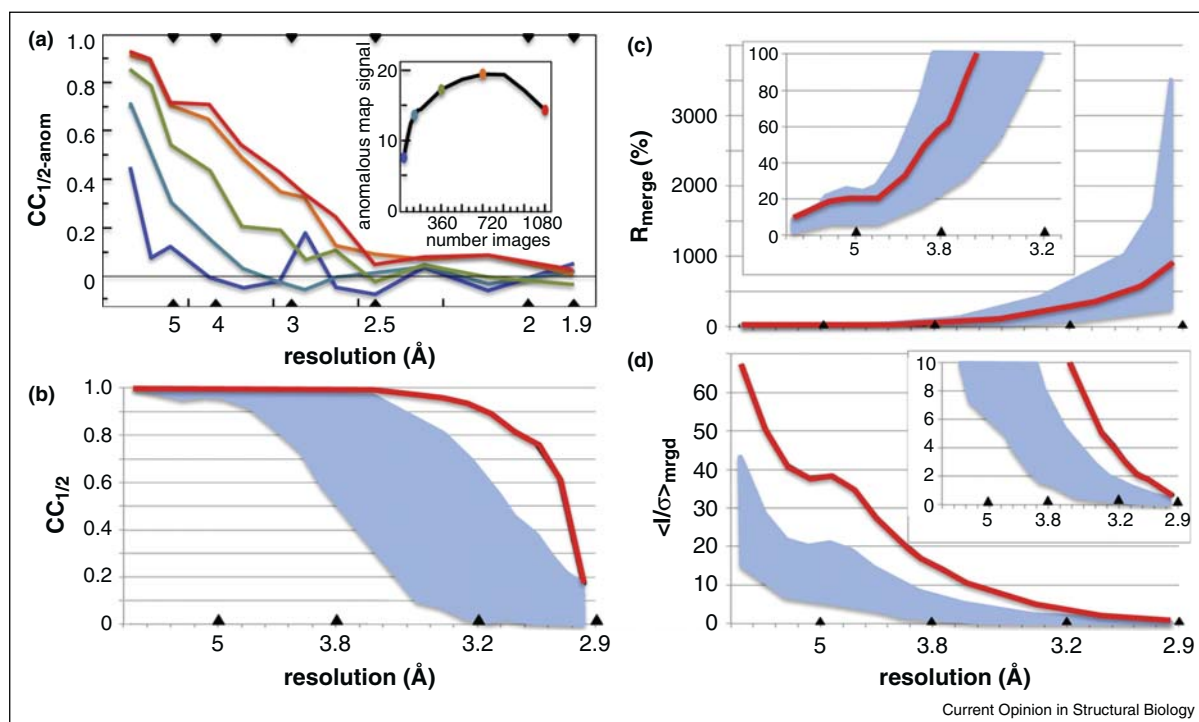 (a)
CC1/2-anom
1.0
0.8
0.6
0.4
0.2
0
5 4 3 2.5 2 1.9
resolution (Å)
anomalous map signal
20
15
10
5
0
360 720 1080
number images
(b)
CC1/2
1.0
0.8
0.6
0.4
0.2
0
5 3.8 3.2 2.9
resolution (Å)
(c)
Rmerge (%)
3000
2000
1000
0
100
80
60
40
20
0
5 3.8 3.2
(d)
<I/σ>mrgd
60
50
40
30
20
10
0
10
8
6
4
2
0
5 3.8 3.2 2.9
5 3.8 3.2 2.9
resolution (Å)
Current Opinion in Structural Biology